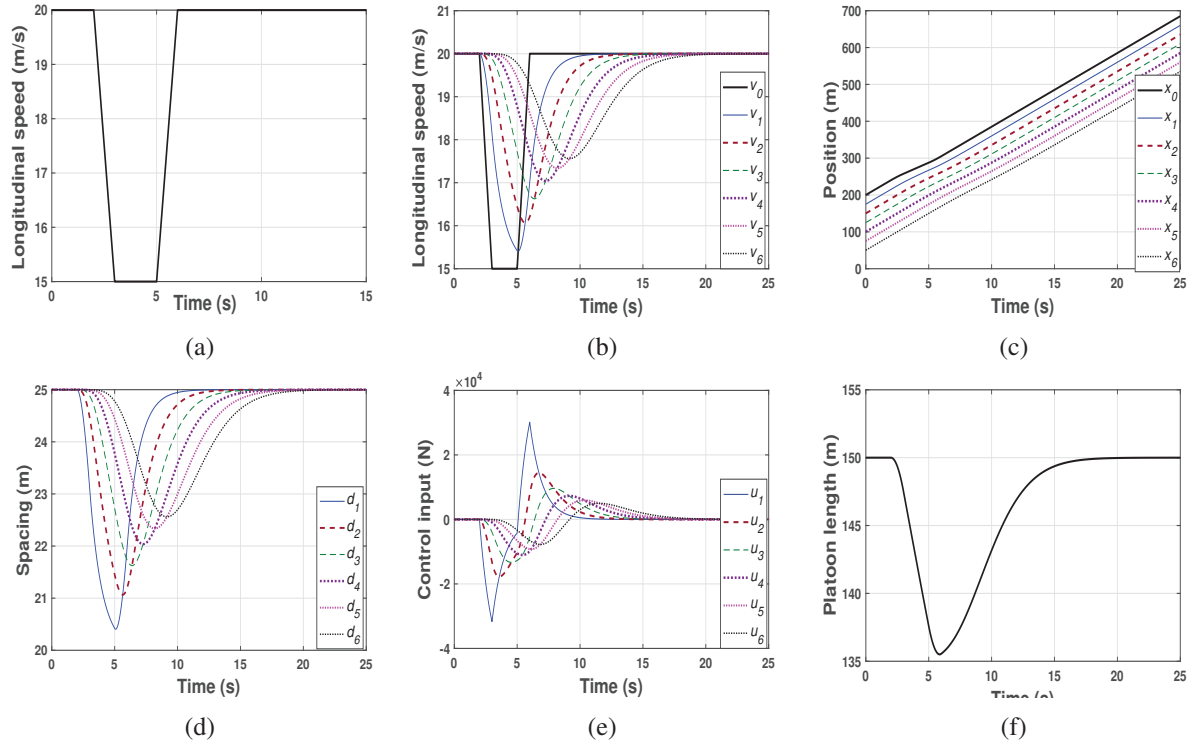 20
19
18
17
16
15
Longitudinal speed (m/s)
0 5 10 15
Time (s)
(a)
21
20
19
18
17
16
15
Longitudinal speed (m/s)
v0
v1
v2
v3
v4
v5
v6
0 5 10 15 20 25
Time (s)
(b)
700
600
500
400
300
200
100
0
Position (m)
x0
x1
x2
x3
x4
x5
x6
0 5 10 15 20 25
Time (s)
(c)
25
24
23
22
21
20
Spacing (m)
d1
d2
d3
d4
d5
d6
0 5 10 15 20 25
Time (s)
(d)
×10^4
4
2
0
-2
-4
Control input (N)
u1
u2
u3
u4
u5
u6
0 5 10 15 20 25
Time (s)
(e)
155
150
145
140
135
Platoon length (m)
0 5 10 15 20 25
Time (s)
(f)